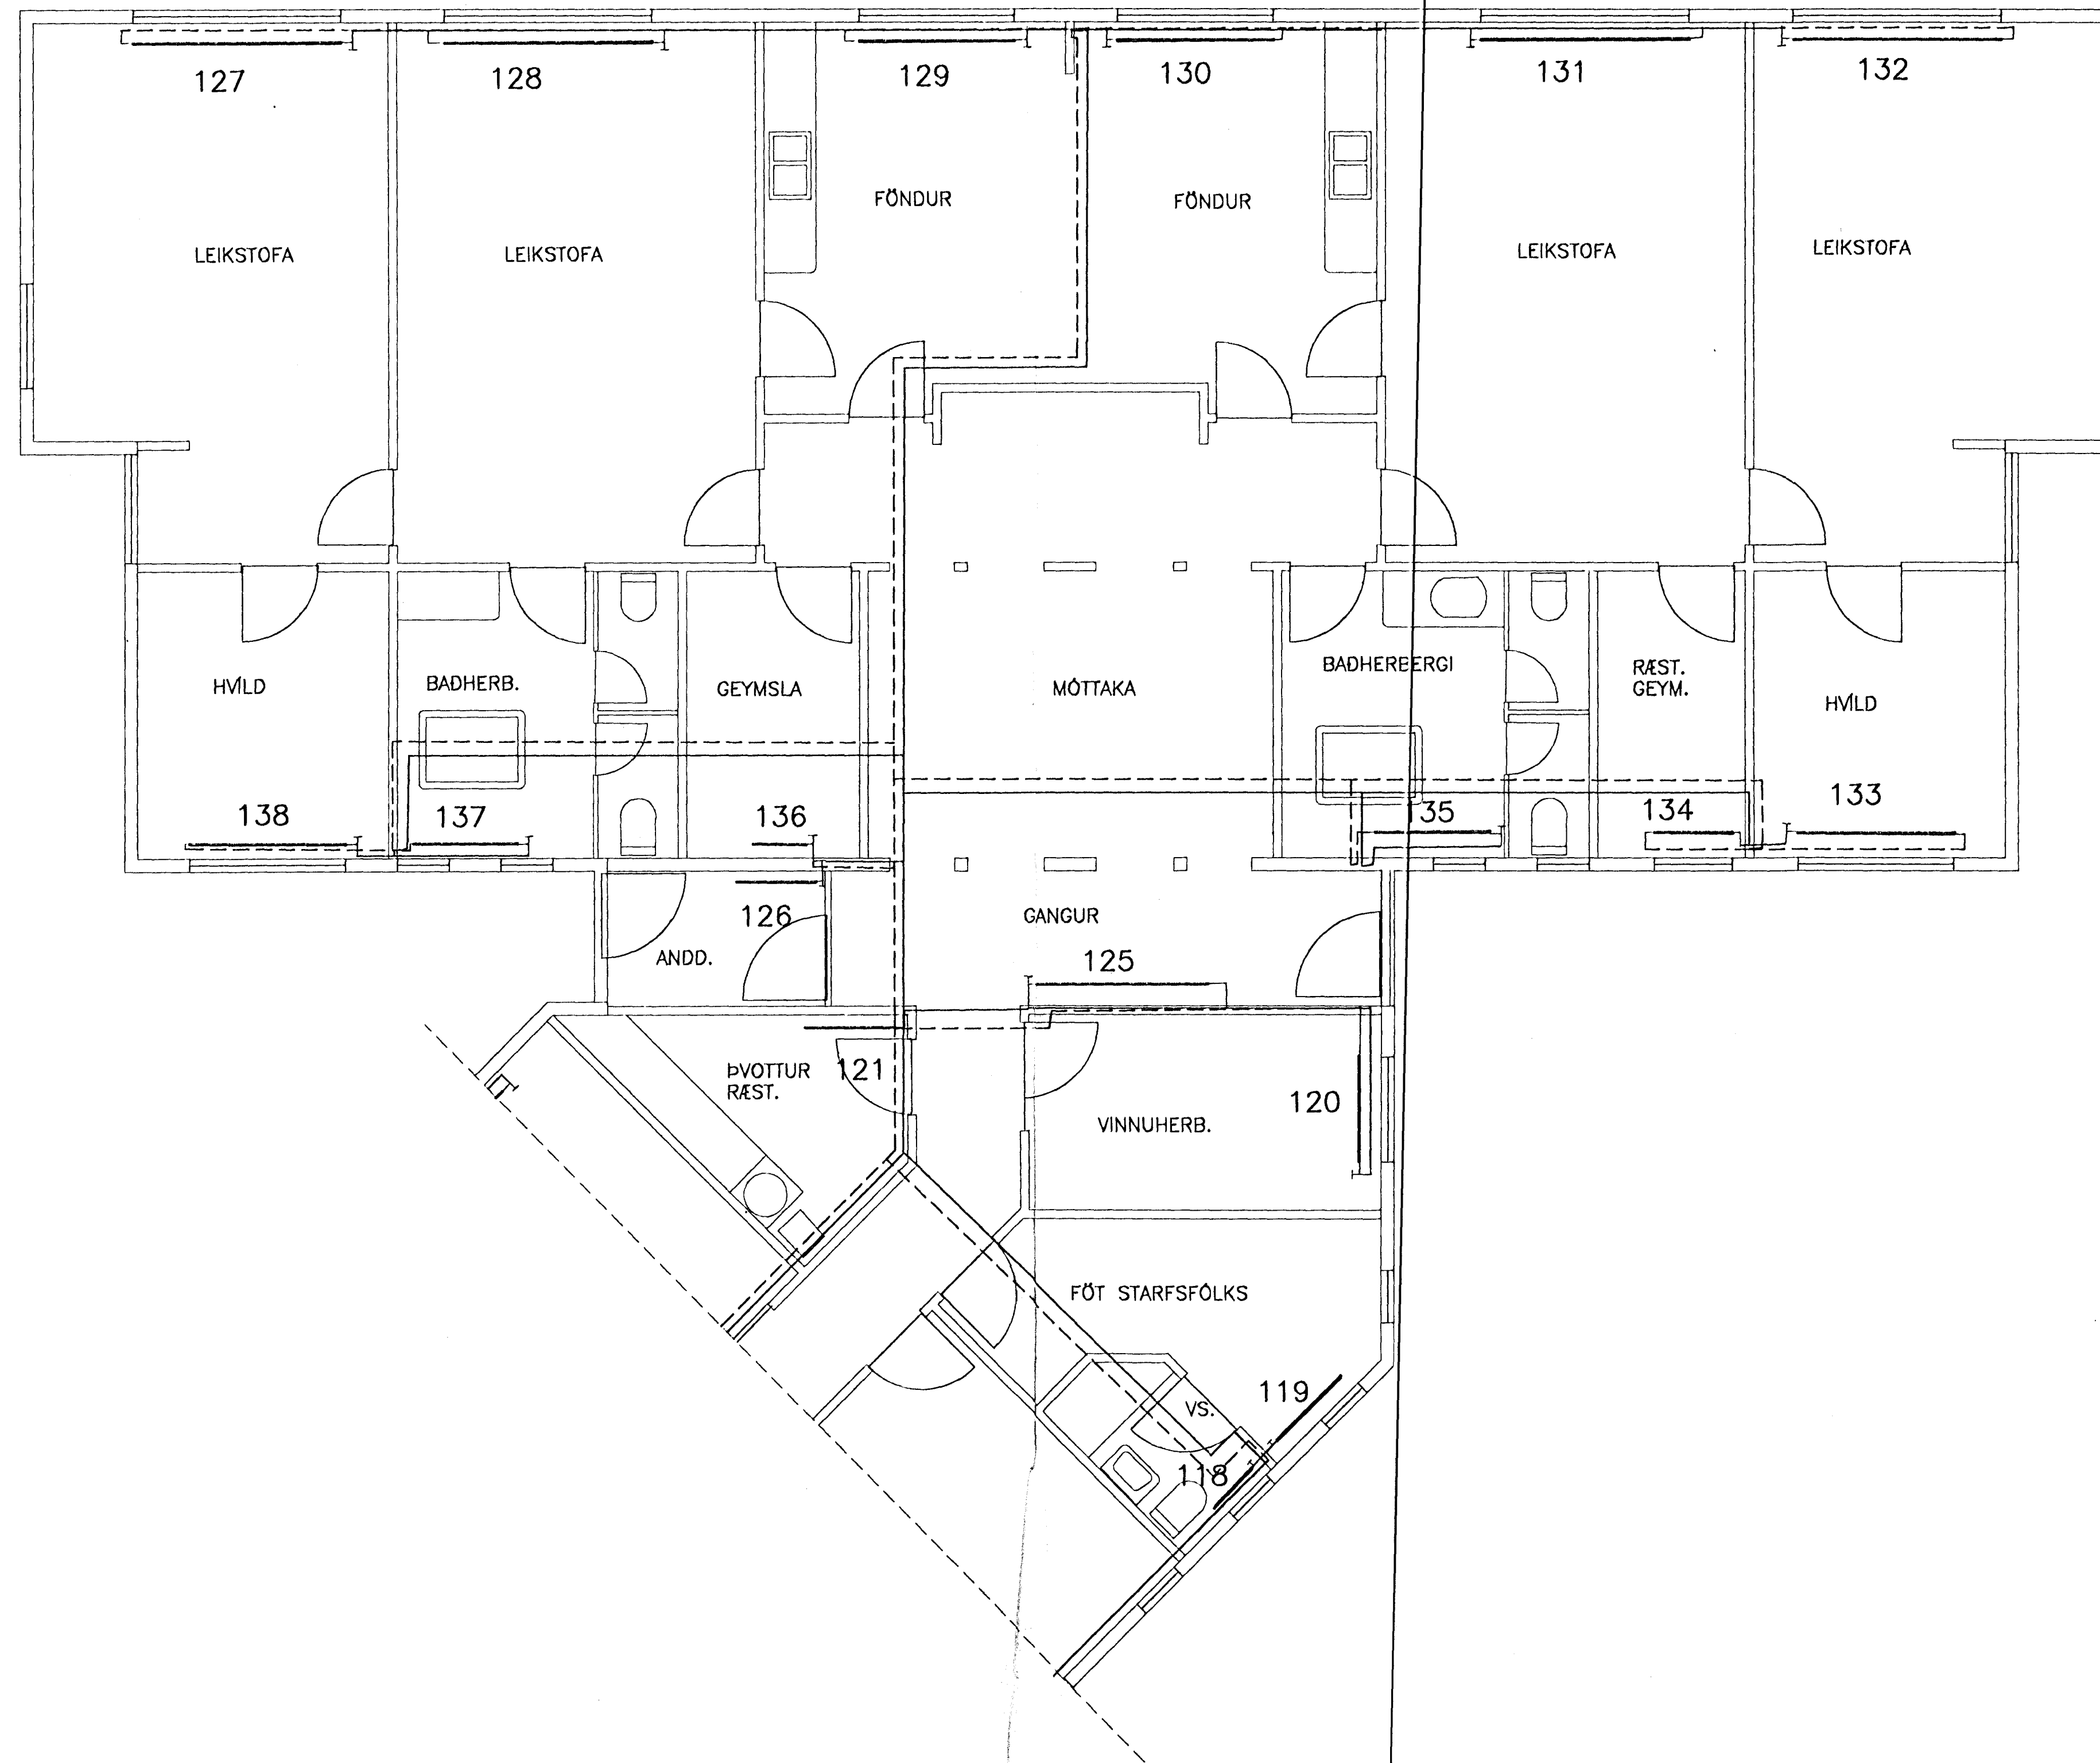 127
128
129
130
131
132
FÖNDUR
FÖNDUR
LEIKSTOFA
LEIKSTOFA
LEIKSTOFA
LEIKSTOFA
HVÍLD
BAÐHERB.
GEYMSLA
MÓTTAKA
BAÐHERBERGI
RÆST.
GEYM.
HVÍLD
138
137
136
135
134
133
126
ANDD.
GANGUR
125
ÞVOTTUR
RÆST.
121
VINNUHERB.
120
FÖT STARFSFÓLKS
119
VS.
118